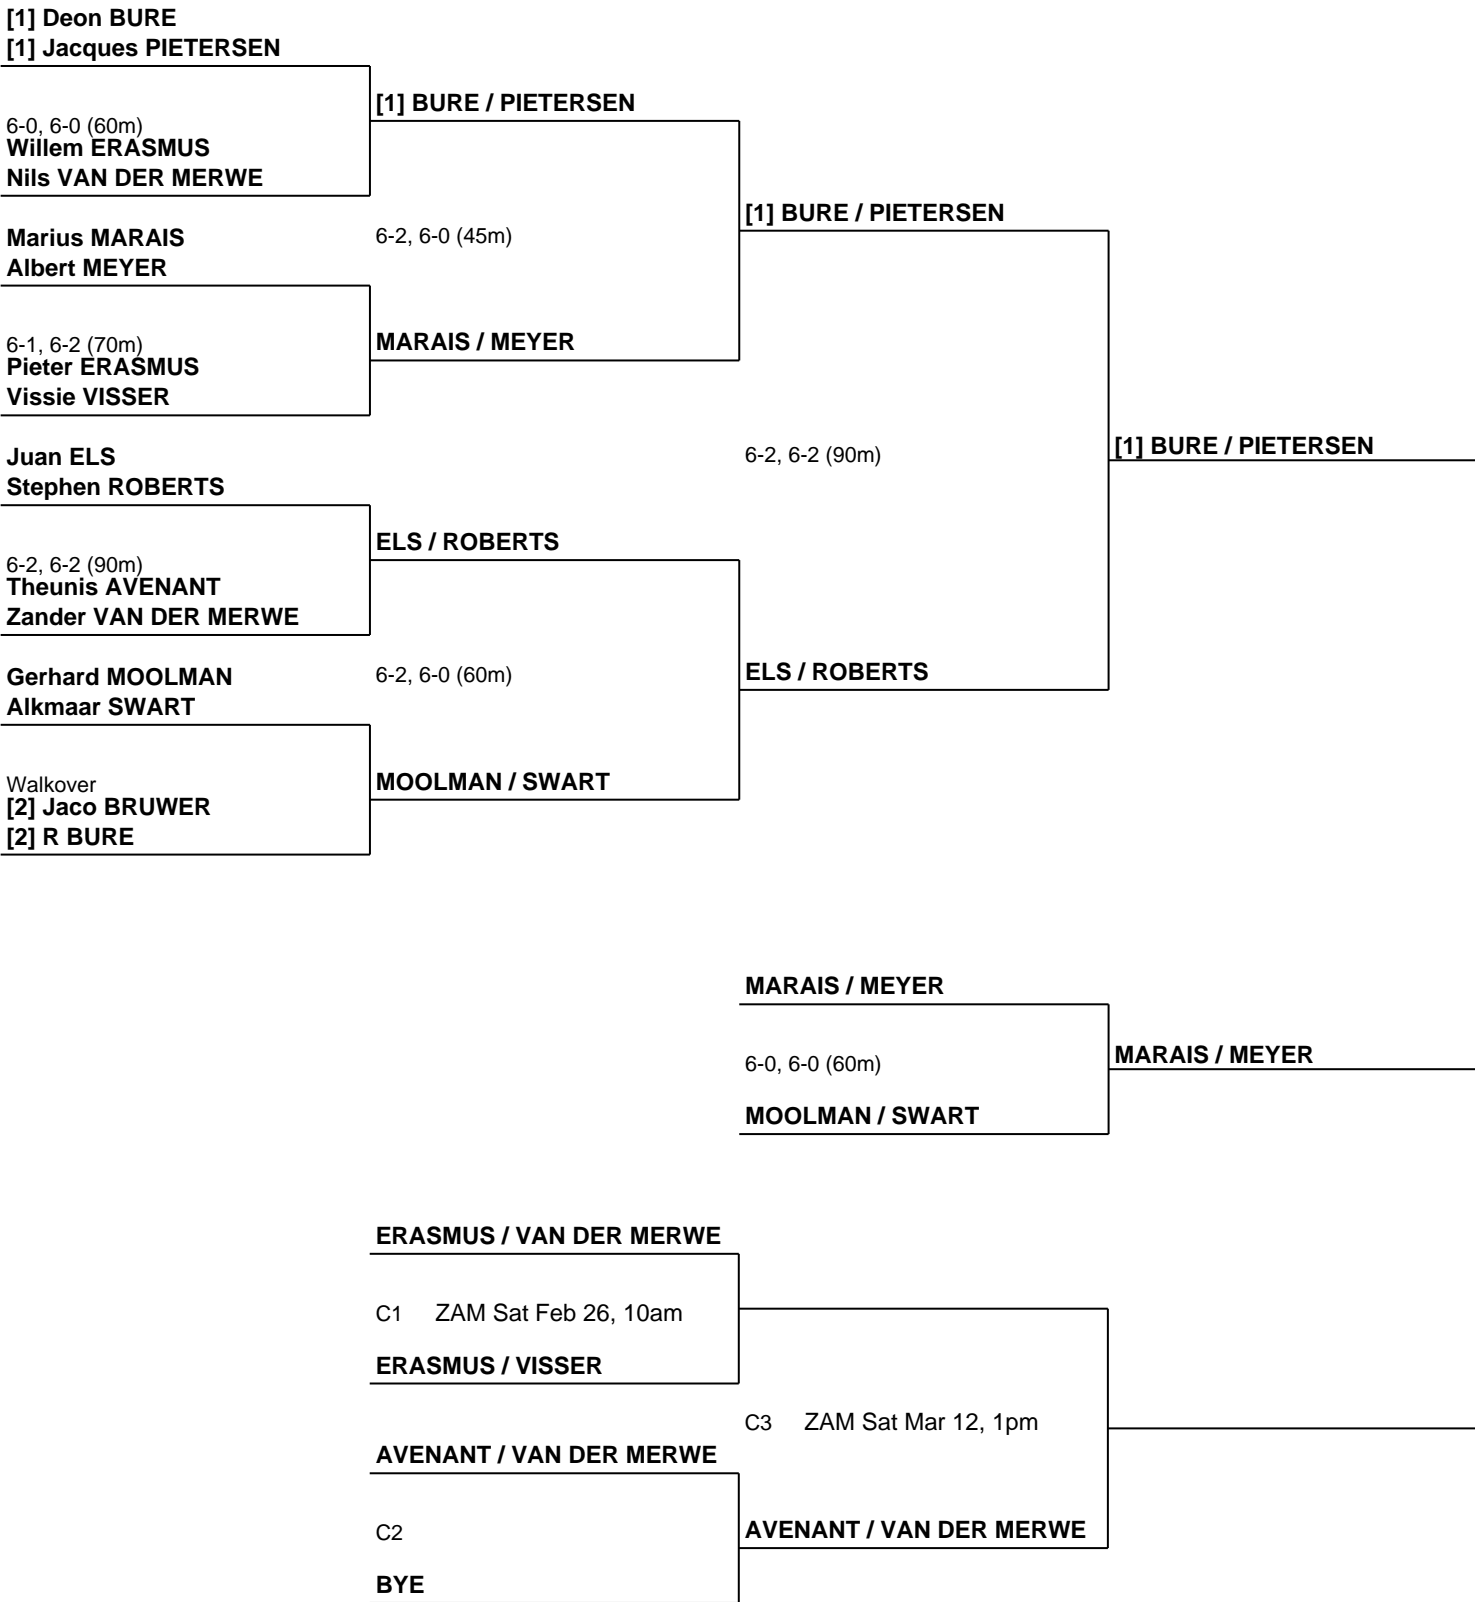 [1] Deon BURE
[1] Jacques PIETERSEN
[1] BURE / PIETERSEN
6-0, 6-0 (60m)
Willem ERASMUS
Nils VAN DER MERWE
[1] BURE / PIETERSEN
Marius MARAIS
6-2, 6-0 (45m)
Albert MEYER
MARAIS / MEYER
6-1, 6-2 (70m)
Pieter ERASMUS
Vissie VISSER
[1] BURE / PIETERSEN
Juan ELS
6-2, 6-2 (90m)
Stephen ROBERTS
ELS / ROBERTS
6-2, 6-2 (90m)
Theunis AVENANT
Zander VAN DER MERWE
Gerhard MOOLMAN
6-2, 6-0 (60m)
ELS / ROBERTS
Alkmaar SWART
MOOLMAN / SWART
Walkover
[2] Jaco BRUWER
[2] R BURE
MARAIS / MEYER
6-0, 6-0 (60m)
MARAIS / MEYER
MOOLMAN / SWART
ERASMUS / VAN DER MERWE
C1 ZAM Sat Feb 26, 10am
ERASMUS / VISSER
C3 ZAM Sat Mar 12, 1pm
AVENANT / VAN DER MERWE
C2
AVENANT / VAN DER MERWE
BYE